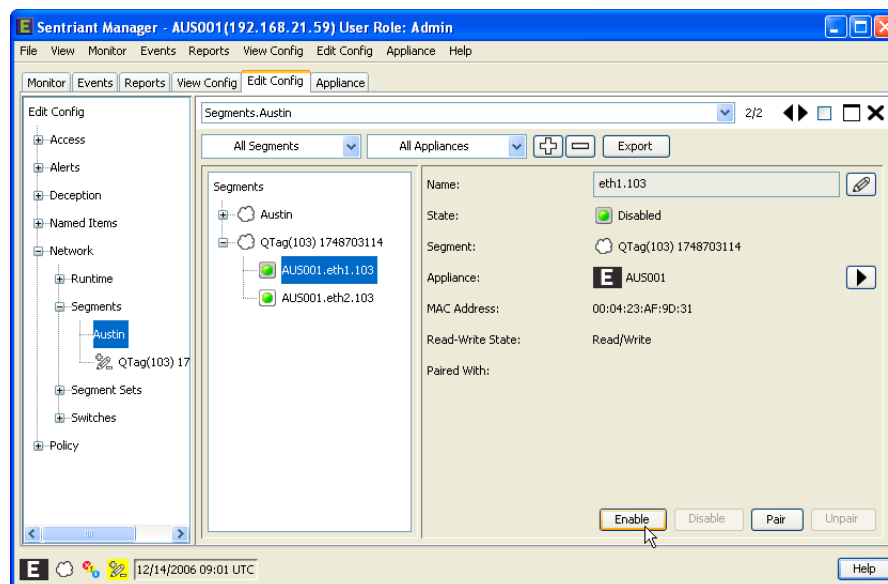 E Sentriant Manager - AUS001(192.168.21.59) User Role: Admin
File View Monitor Events Reports View Config Edit Config Appliance Help
Monitor Events Reports View Config Edit Config Appliance
Edit Config
Access
Alerts
Deception
Named Items
Network
Runtime
Segments
Austin
QTag(103) 17
Segment Sets
Switches
Policy
Segments.Austin 2/2
All Segments All Appliances Export
Segments
Austin
QTag(103) 1748703114
AUS001.eth1.103
AUS001.eth2.103
Name: eth1.103
State: Disabled
Segment: QTag(103) 1748703114
Appliance: E AUS001
MAC Address: 00:04:23:AF:9D:31
Read-Write State: Read/Write
Paired With:
Enable Disable Pair Unpair
E 12/14/2006 09:01 UTC Help